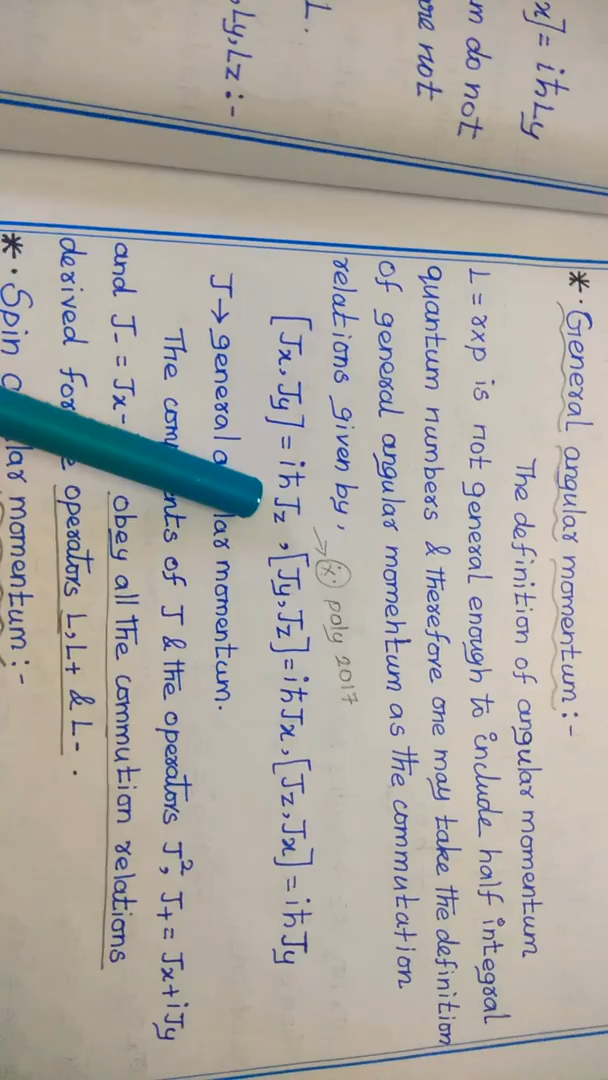 x] = iħLy
m do not
are not
L.
, Ly, Lz :-
*. General angular momentum :-
The definition of angular momentum
L = rxp is not general enough to include half integral
quantum numbers & therefore one may take the definition
of general angular momentum as the commutation
relations given by,
→ (i) poly 2017
[Jx, Jy] = iħJz, [Jy, Jz] = iħJx, [Jz, Jx] = iħJy
J → general a lar momentum.
The comp nts of J & the operators J², J+ = Jx+iJy
and J- = Jx- obey all the commution relations
derived for e operators L, L+ & L- .
*. Spin a lar momentum :-